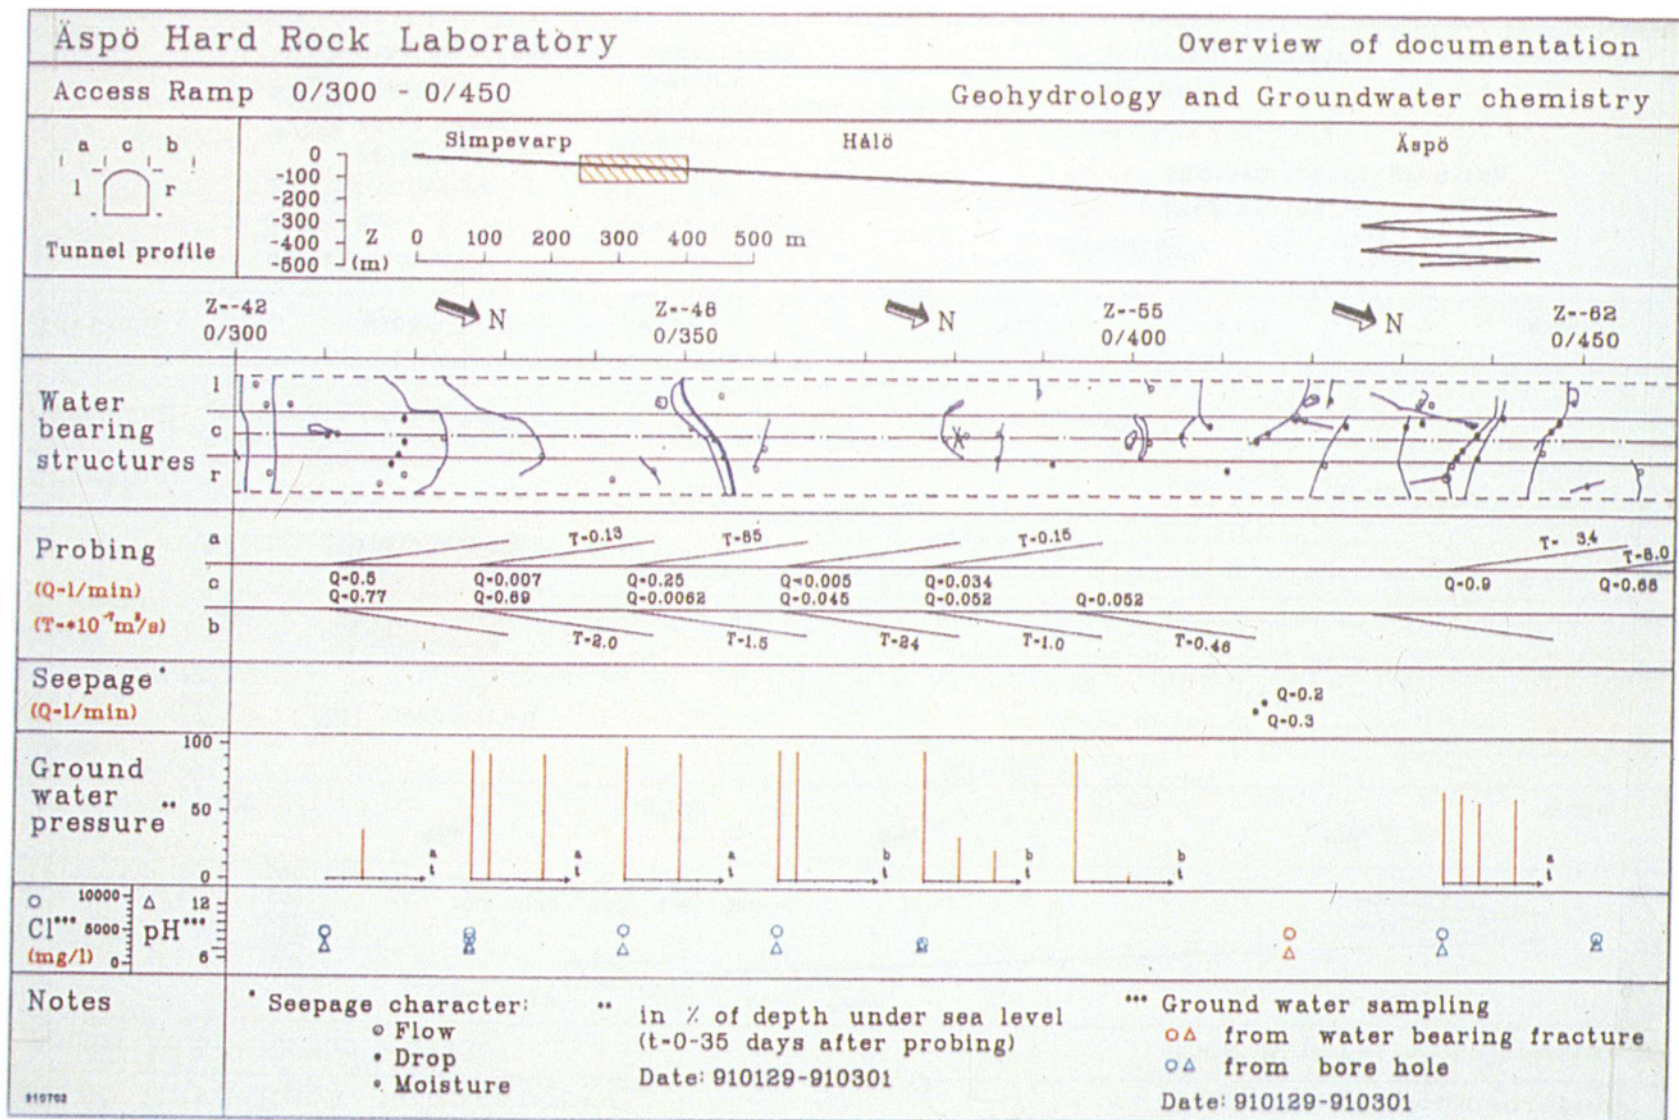 Äspö Hard Rock Laboratory
Overview of documentation
Access Ramp 0/300 - 0/450
Geohydrology and Groundwater chemistry
a c b
l r
Tunnel profile
0
-100
-200
-300
-400
-500
Z
(m)
Simpevarp
Hålö
Äspö
0 100 200 300 400 500 m
Z--42
0/300
N
Z--48
0/350
N
Z--55
0/400
N
Z--62
0/450
Water
bearing
structures
l
c
r
Probing
(Q-l/min)
a
c
b
T-0.13
T-85
T-0.15
T- 3.4
T-8.0
Q-0.5 Q-0.007 Q-0.25 Q-0.005 Q-0.034 Q-0.9 Q-0.68
Q-0.77 Q-0.69 Q-0.0062 Q-0.045 Q-0.052 Q-0.052
T-2.0
T-1.5
T-24
T-1.0
T-0.46
Seepage*
(Q-l/min)
Q-0.2
Q-0.3
Ground
water
pressure **
100
50
0
a
t
a
t
a
t
b
t
b
t
b
t
a
t
Cl***
(mg/l)
10000
5000
0
pH***
12
6
Notes
* Seepage character:
Flow
Drop
Moisture
** in % of depth under sea level
(t-0-35 days after probing)
Date: 910129-910301
*** Ground water sampling
from water bearing fracture
from bore hole
Date: 910129-910301
910702